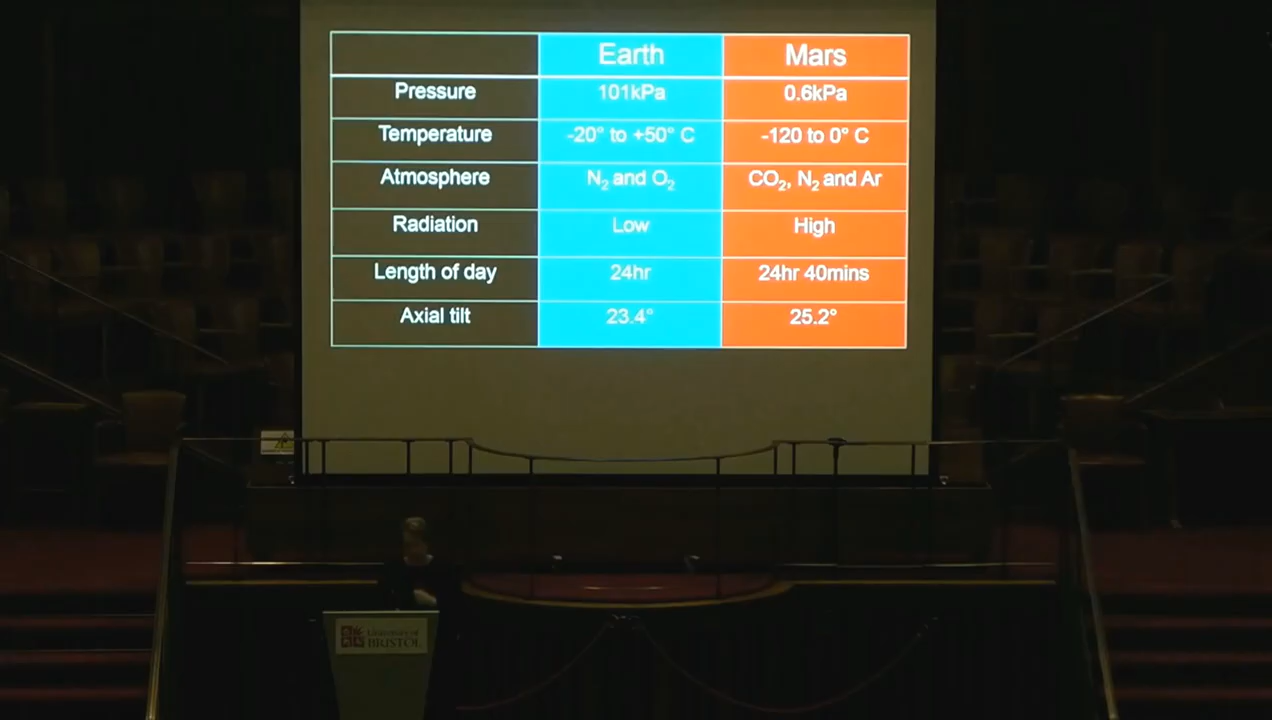 Earth Mars
Pressure 101kPa 0.6kPa
Temperature -20° to +50° C -120 to 0° C
Atmosphere N₂ and O₂ CO₂, N₂ and Ar
Radiation Low High
Length of day 24hr 24hr 40mins
Axial tilt 23.4° 25.2°
University of
BRISTOL